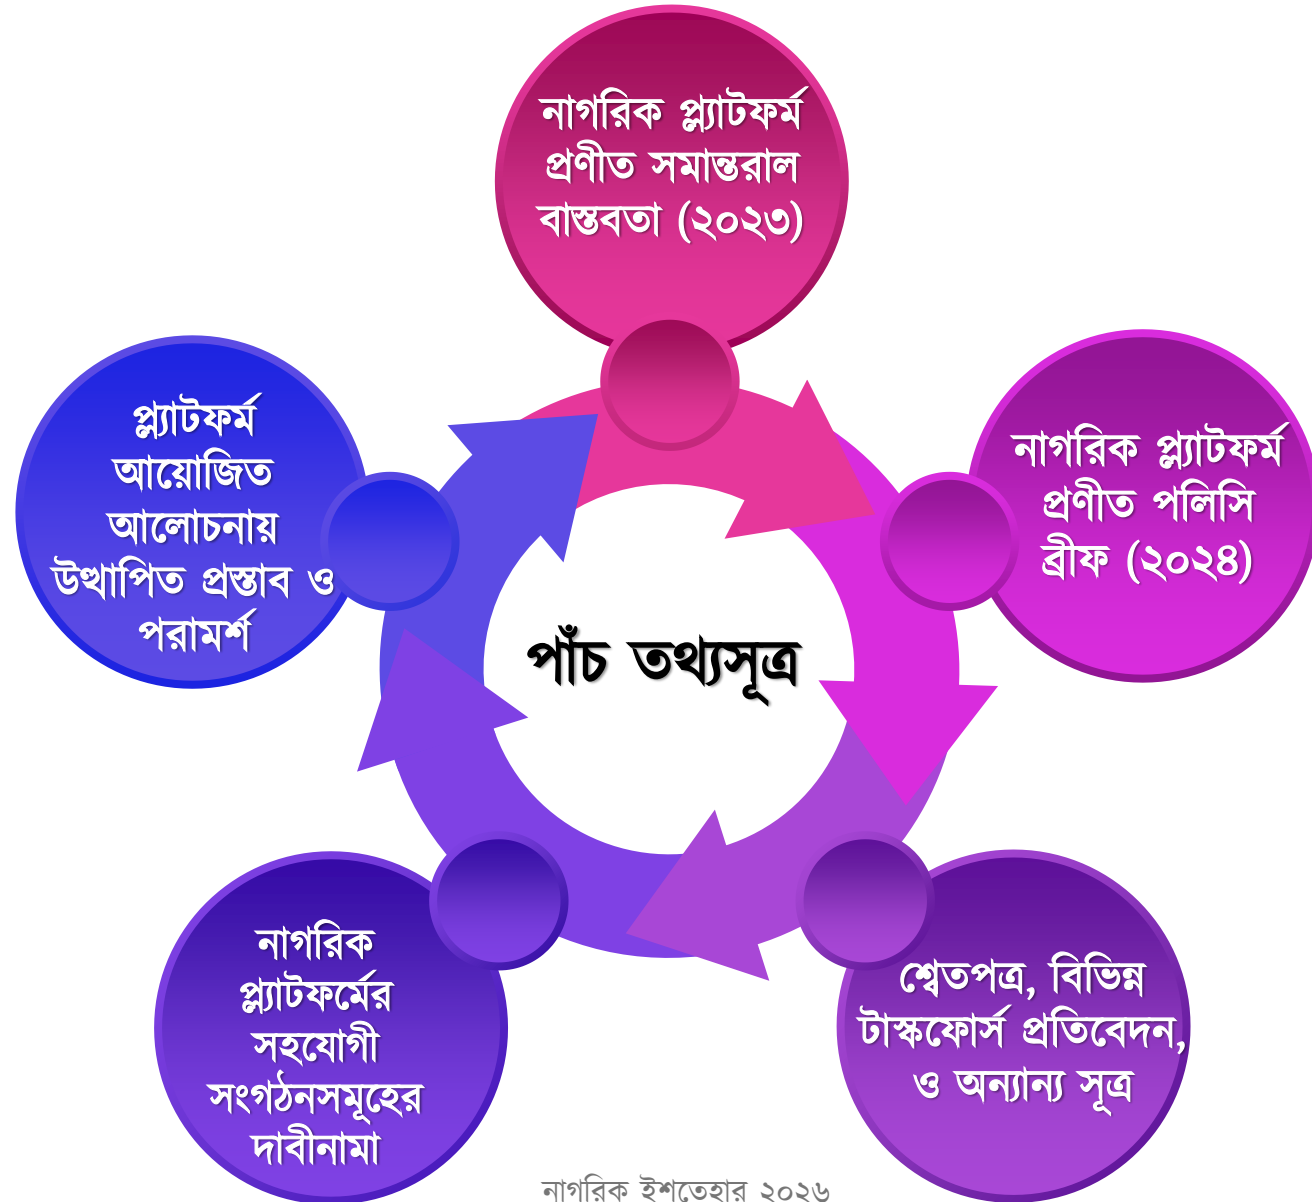 নাগরিক প্ল্যাটফর্ম
প্রণীত সমান্তরাল
বাস্তবতা (২০২৩)
নাগরিক প্ল্যাটফর্ম
প্রণীত পলিসি
ব্রীফ (২০২৪)
শ্বেতপত্র, বিভিন্ন
টাস্কফোর্স প্রতিবেদন,
ও অন্যান্য সূত্র
নাগরিক
প্ল্যাটফর্মের
সহযোগী
সংগঠনসমূহের
দাবীনামা
প্ল্যাটফর্ম
আয়োজিত
আলোচনায়
উত্থাপিত প্রস্তাব ও
পরামর্শ
পাঁচ তথ্যসূত্র
নাগরিক ইশতেহার ২০২৬